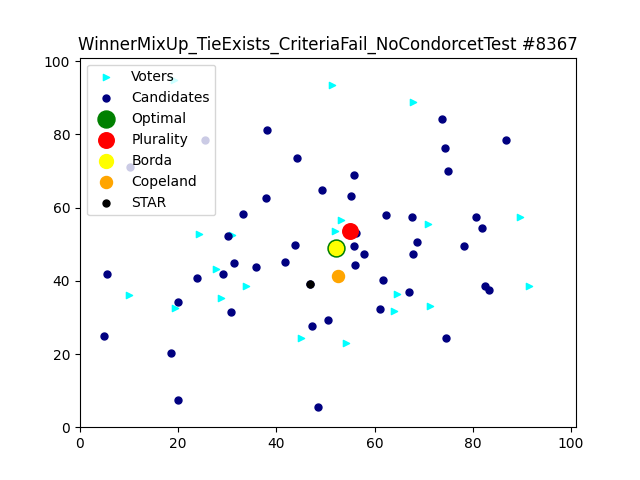 WinnerMixUp_TieExists_CriteriaFail_NoCondorcetTest #8367
100
80
60
40
20
0
Voters
Candidates
Optimal
Plurality
Borda
Copeland
STAR
0 20 40 60 80 100